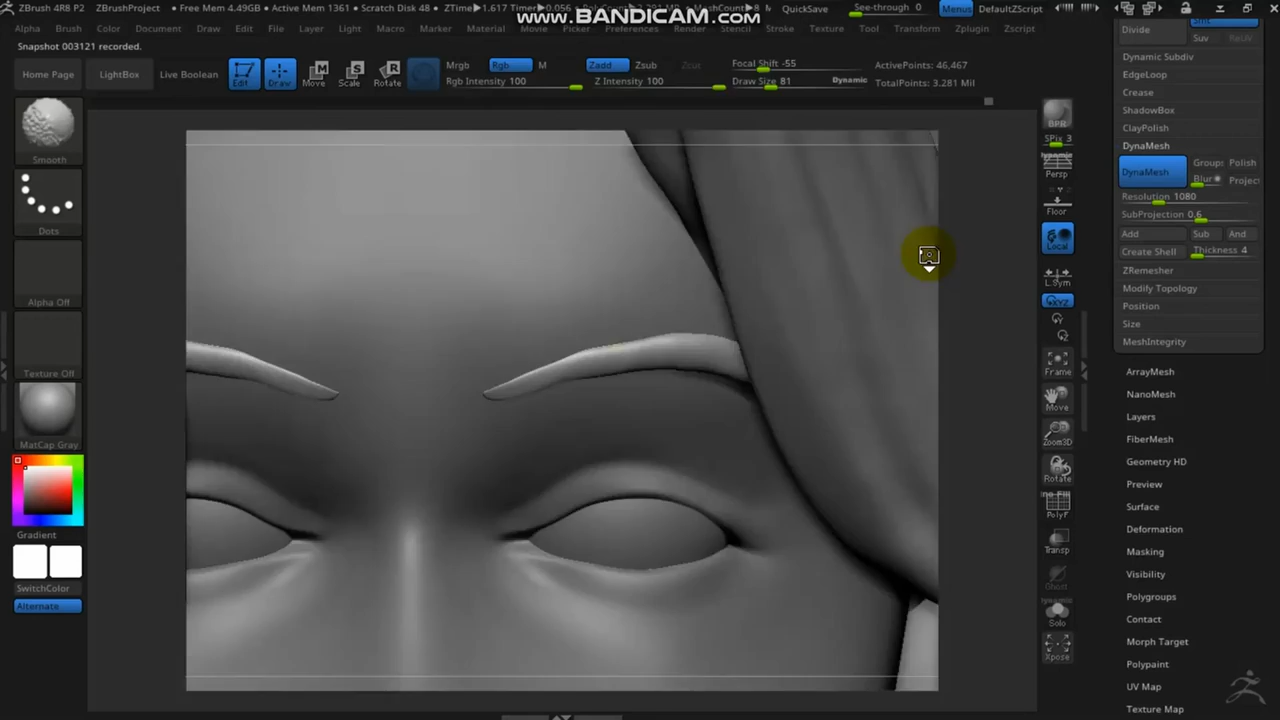 www.BANDICAM.com
ZBrush 4R8 P2 ZBrushProject • Free Mem 4.49GB • Active Mem 1361 • Scratch Disk 48 • ZTime▸1.617 Timer▸0.056
QuickSave See-through 0 Menus DefaultZScript
Alpha Brush Color Document Draw Edit File Layer Light Macro Marker Material Movie Picker Preferences Render Stencil Stroke Texture Tool Transform Zplugin Zscript
Snapshot 003121 recorded.
Home Page LightBox Live Boolean
Edit Draw Move Scale Rotate
Mrgb Rgb M
Rgb Intensity 100
Zadd Zsub Zcut
Z Intensity 100
Focal Shift -55
Draw Size 81 Dynamic
ActivePoints: 46,467
TotalPoints: 3.281 Mil
Smooth
Dots
Alpha Off
Texture Off
MatCap Gray
Gradient
SwitchColor
Alternate
BPR
SPix 3
Dynamic
Persp
Floor
Local
L.Sym
XYZ
Frame
Move
Zoom3D
Rotate
PolyF
Transp
Ghost
Dynamic
Solo
Xpose
Divide
Smt
Suv ReUV
Dynamic Subdiv
EdgeLoop
Crease
ShadowBox
ClayPolish
DynaMesh
DynaMesh Groups Polish
Blur Projec
Resolution 1080
SubProjection 0.6
Add Sub And
Create Shell Thickness 4
ZRemesher
Modify Topology
Position
Size
MeshIntegrity
ArrayMesh
NanoMesh
Layers
FiberMesh
Geometry HD
Preview
Surface
Deformation
Masking
Visibility
Polygroups
Contact
Morph Target
Polypaint
UV Map
Texture Map